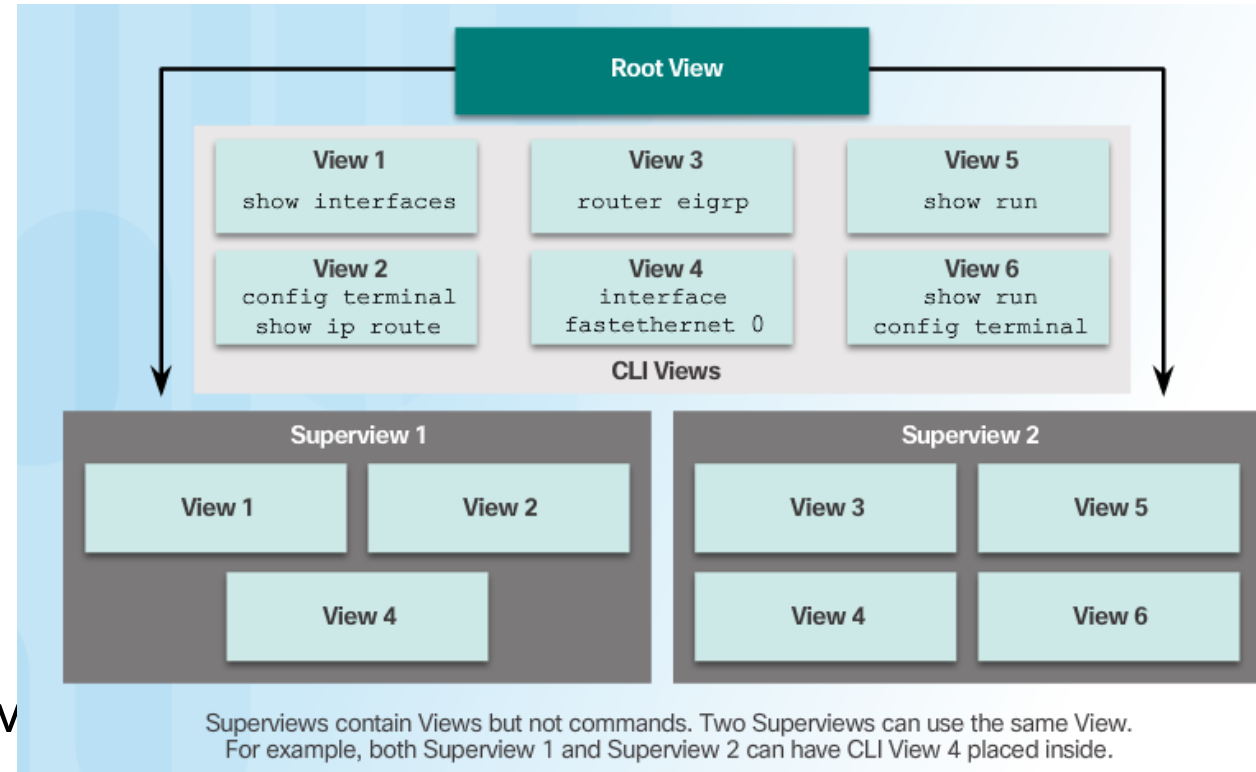 Root View
View 1
show interfaces
View 3
router eigrp
View 5
show run
View 2
config terminal
show ip route
View 4
interface
fastethernet 0
View 6
show run
config terminal
CLI Views
Superview 1
View 1
View 2
View 4
Superview 2
View 3
View 5
View 4
View 6
Superviews contain Views but not commands. Two Superviews can use the same View.
For example, both Superview 1 and Superview 2 can have CLI View 4 placed inside.